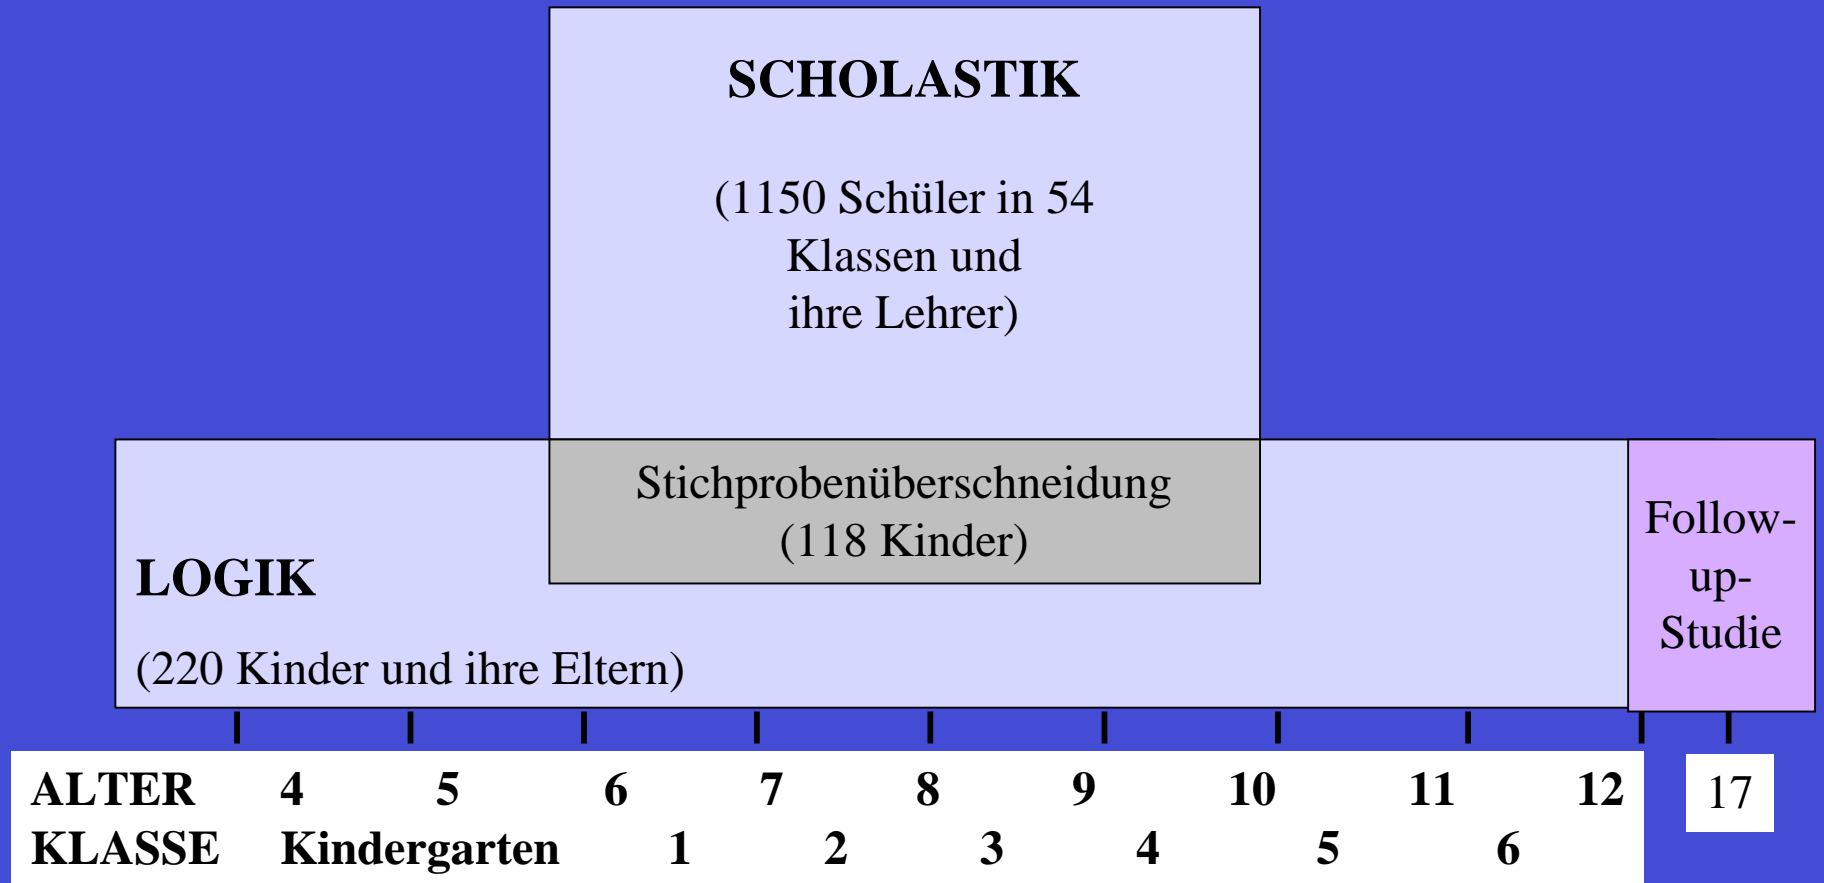 SCHOLASTIK
(1150 Schüler in 54
Klassen und
ihre Lehrer)
Stichprobenüberschneidung
(118 Kinder)
LOGIK
(220 Kinder und ihre Eltern)
Follow-
up-
Studie
ALTER 4 5 6 7 8 9 10 11 12 17
KLASSE Kindergarten 1 2 3 4 5 6